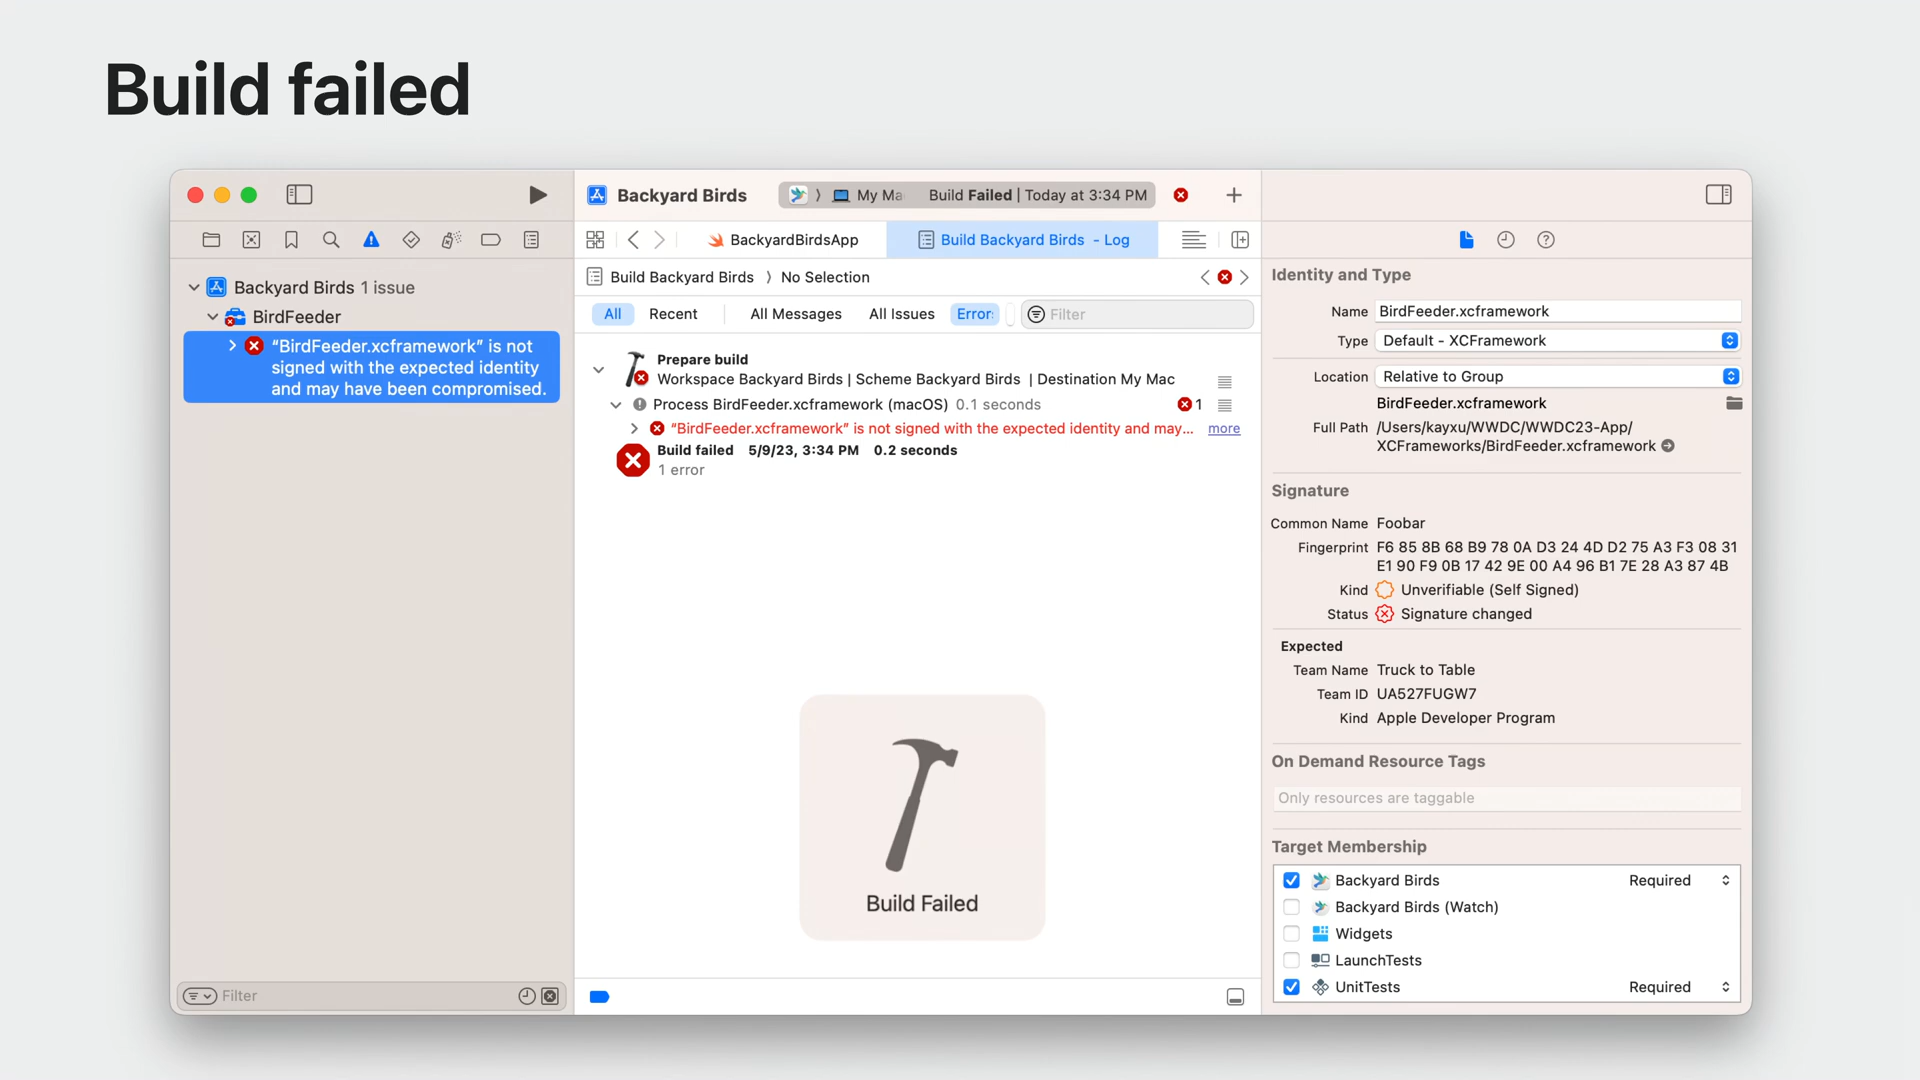 Build failed
Backyard Birds
My Ma
Build Failed | Today at 3:34 PM
BackyardBirdsApp
Build Backyard Birds - Log
Backyard Birds 1 issue
BirdFeeder
“BirdFeeder.xcframework” is not
signed with the expected identity
and may have been compromised.
Filter
Build Backyard Birds 〉 No Selection
All Recent All Messages All Issues Error
Filter
Prepare build
Workspace Backyard Birds | Scheme Backyard Birds | Destination My Mac
Process BirdFeeder.xcframework (macOS) 0.1 seconds 1
“BirdFeeder.xcframework” is not signed with the expected identity and may... more
Build failed 5/9/23, 3:34 PM 0.2 seconds
1 error
Build Failed
Identity and Type
Name BirdFeeder.xcframework
Type Default - XCFramework
Location Relative to Group
BirdFeeder.xcframework
Full Path /Users/kayxu/WWDC/WWDC23-App/
XCFrameworks/BirdFeeder.xcframework
Signature
Common Name Foobar
Fingerprint F6 85 8B 68 B9 78 0A D3 24 4D D2 75 A3 F3 08 31
E1 90 F9 0B 17 42 9E 00 A4 96 B1 7E 28 A3 87 4B
Kind Unverifiable (Self Signed)
Status Signature changed
Expected
Team Name Truck to Table
Team ID UA527FUGW7
Kind Apple Developer Program
On Demand Resource Tags
Only resources are taggable
Target Membership
Backyard Birds Required
Backyard Birds (Watch)
Widgets
LaunchTests
UnitTests Required